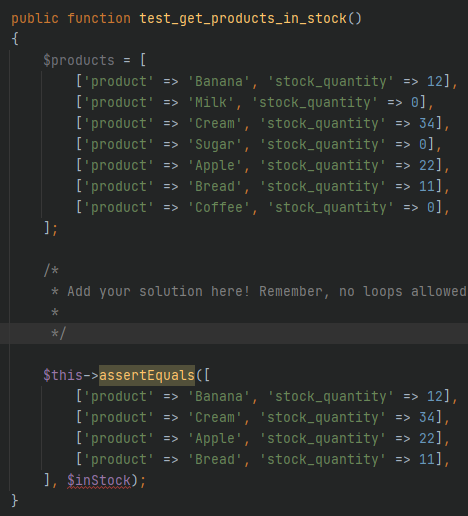 public function test_get_products_in_stock()
{
    $products = [
        ['product' => 'Banana', 'stock_quantity' => 12],
        ['product' => 'Milk', 'stock_quantity' => 0],
        ['product' => 'Cream', 'stock_quantity' => 34],
        ['product' => 'Sugar', 'stock_quantity' => 0],
        ['product' => 'Apple', 'stock_quantity' => 22],
        ['product' => 'Bread', 'stock_quantity' => 11],
        ['product' => 'Coffee', 'stock_quantity' => 0],
    ];
    /*
     * Add your solution here! Remember, no loops allowed
     *
     */
    $this->assertEquals([
        ['product' => 'Banana', 'stock_quantity' => 12],
        ['product' => 'Cream', 'stock_quantity' => 34],
        ['product' => 'Apple', 'stock_quantity' => 22],
        ['product' => 'Bread', 'stock_quantity' => 11],
    ], $inStock);
}